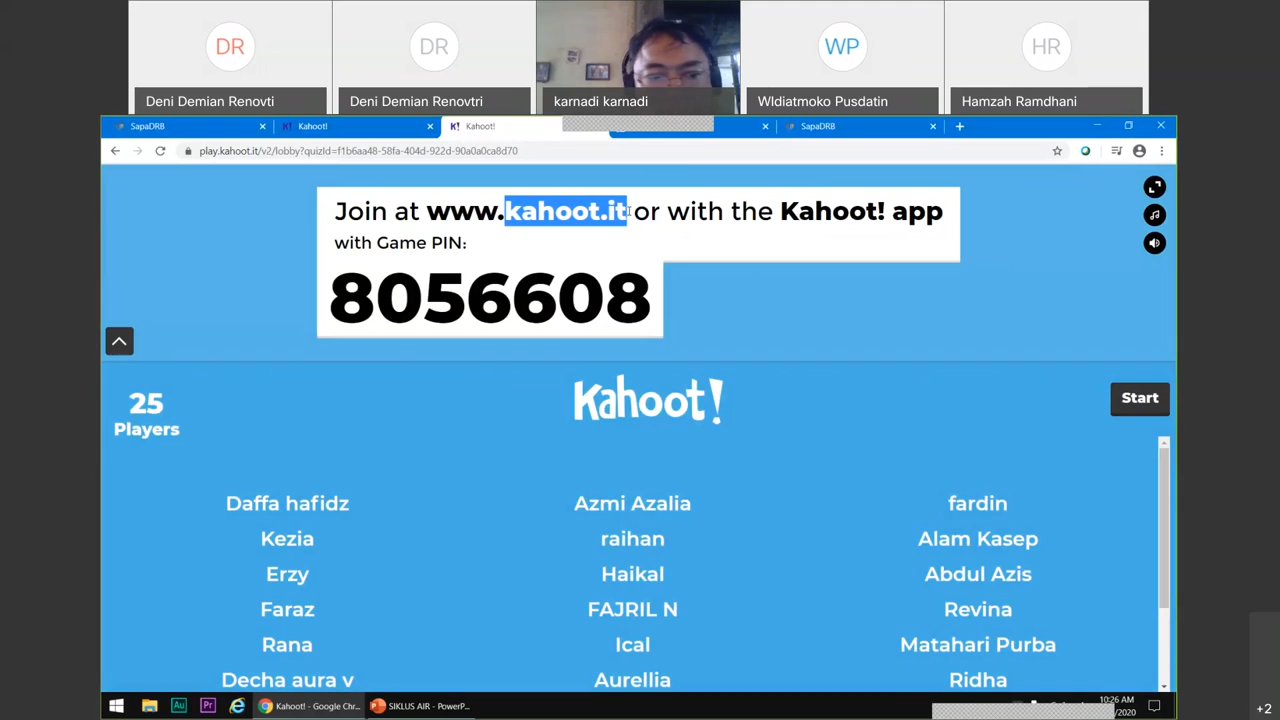 DR
DR
WP
HR
Deni Demian Renovti
Deni Demian Renovtri
karnadi karnadi
WIdiatmoko Pusdatin
Hamzah Ramdhani
SapaDRB
Kahoot!
K! Kahoot!
SapaDRB
play.kahoot.it/v2/lobby?quizId=f1b6aa48-58fa-404d-922d-90a0a0ca8d70
Join at www.kahoot.it or with the Kahoot! app
with Game PIN:
8056608
25
Players
Kahoot!
Start
Daffa hafidz
Azmi Azalia
fardin
Kezia
raihan
Alam Kasep
Erzy
Haikal
Abdul Azis
Faraz
FAJRIL N
Revina
Rana
Ical
Matahari Purba
Decha aura v
Aurellia
Ridha
Au
Pr
Kahoot! - Google Chr...
SIKLUS AIR - PowerP...
10:26 AM
/2020
+2